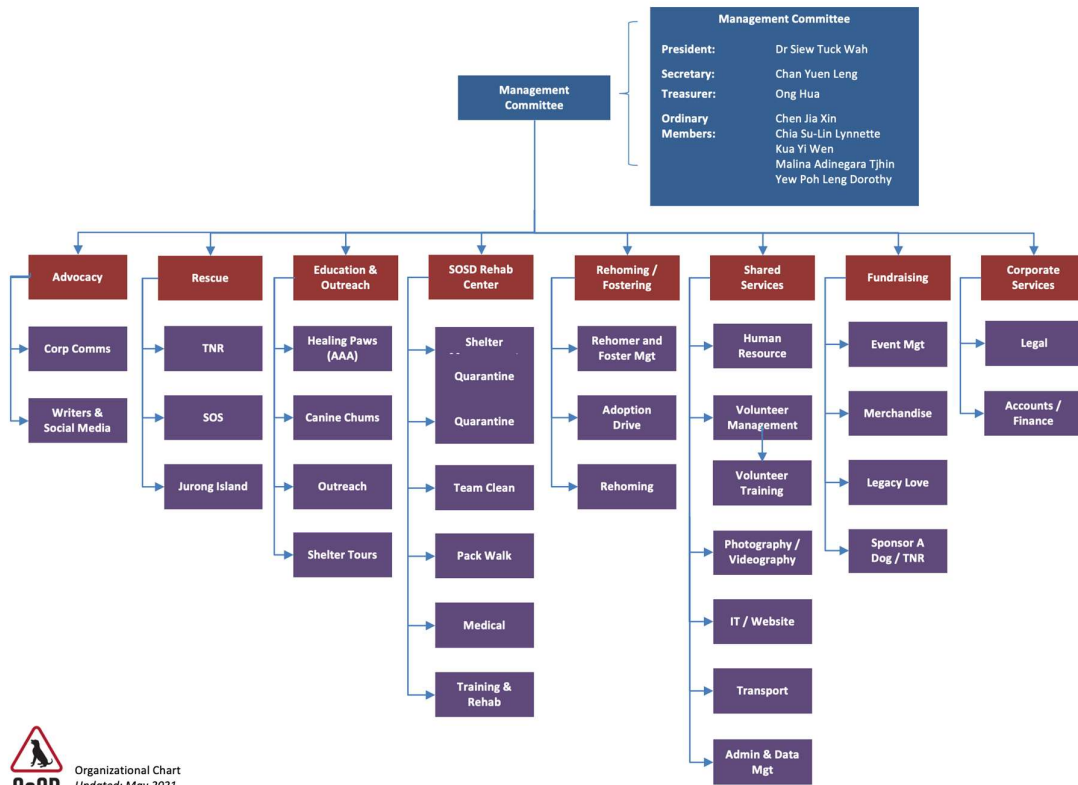 Management Committee
President: Dr Siew Tuck Wah
Secretary: Chan Yuen Leng
Treasurer: Ong Hua
Ordinary Chen Jia Xin
Members: Chia Su-Lin Lynnette
Kua Yi Wen
Malina Adinegara Tjhin
Yew Poh Leng Dorothy
Management
Committee
Advocacy
Rescue
Education &
Outreach
SOSD Rehab
Center
Rehoming /
Fostering
Shared
Services
Fundraising
Corporate
Services
Corp Comms
Writers &
Social Media
TNR
SOS
Jurong Island
Healing Paws
(AAA)
Canine Chums
Outreach
Shelter Tours
Shelter
Quarantine
Quarantine
Team Clean
Pack Walk
Medical
Training &
Rehab
Rehomer and
Foster Mgt
Adoption
Drive
Rehoming
Human
Resource
Volunteer
Management
Volunteer
Training
Photography /
Videography
IT / Website
Transport
Admin & Data
Mgt
Event Mgt
Merchandise
Legacy Love
Sponsor A
Dog / TNR
Legal
Accounts /
Finance
Organizational Chart
Updated: May 2021